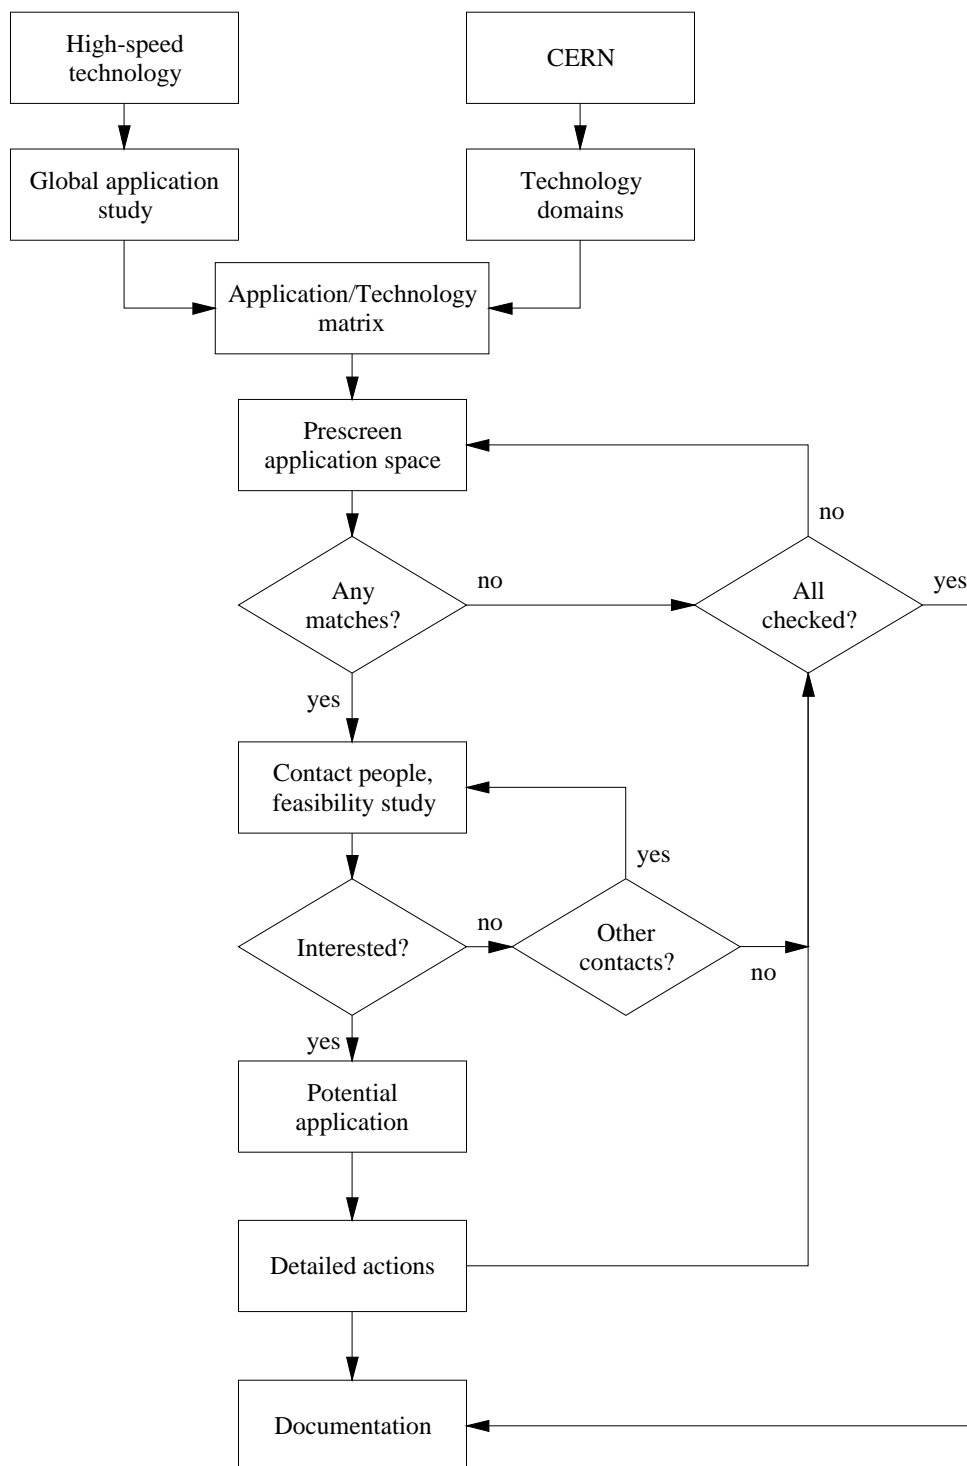 High-speed
technology
CERN
Global application
study
Technology
domains
Application/Technology
matrix
Prescreen
application space
no
Any
matches?
no
All
checked?
yes
yes
Contact people,
feasibility study
yes
Interested?
no
Other
contacts?
no
yes
Potential
application
Detailed actions
Documentation